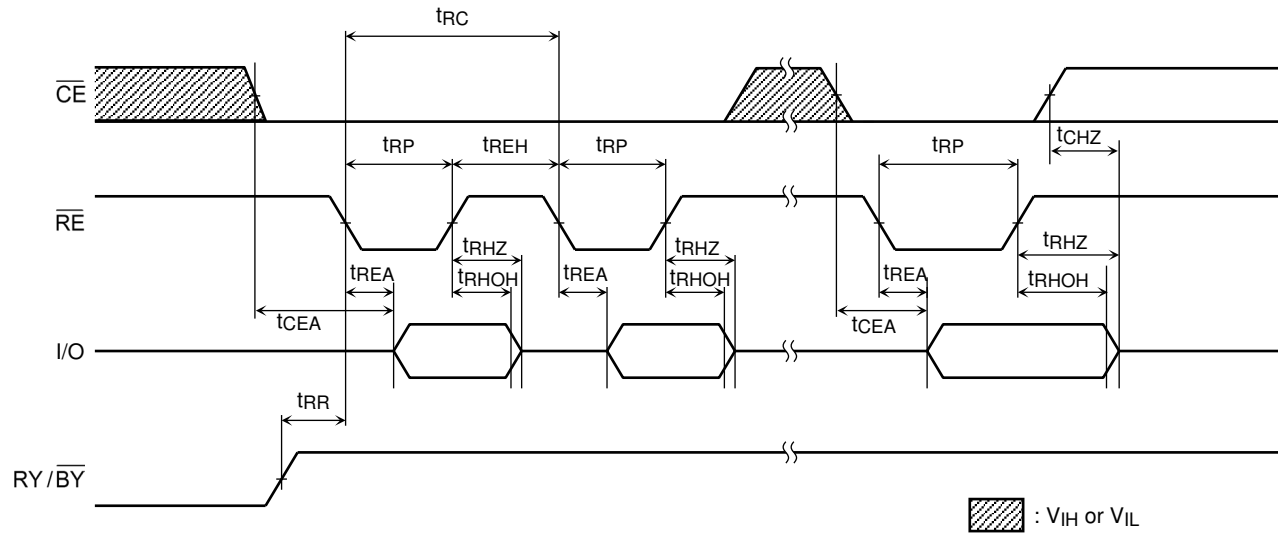 tRC
CE
tCHZ
tRP tREH tRP tRP
RE
tRHZ tRHZ tRHZ
tREA tRHOH tREA tRHOH tREA tRHOH
tCEA tCEA
I/O
tRR
RY/BY
: VIH or VIL